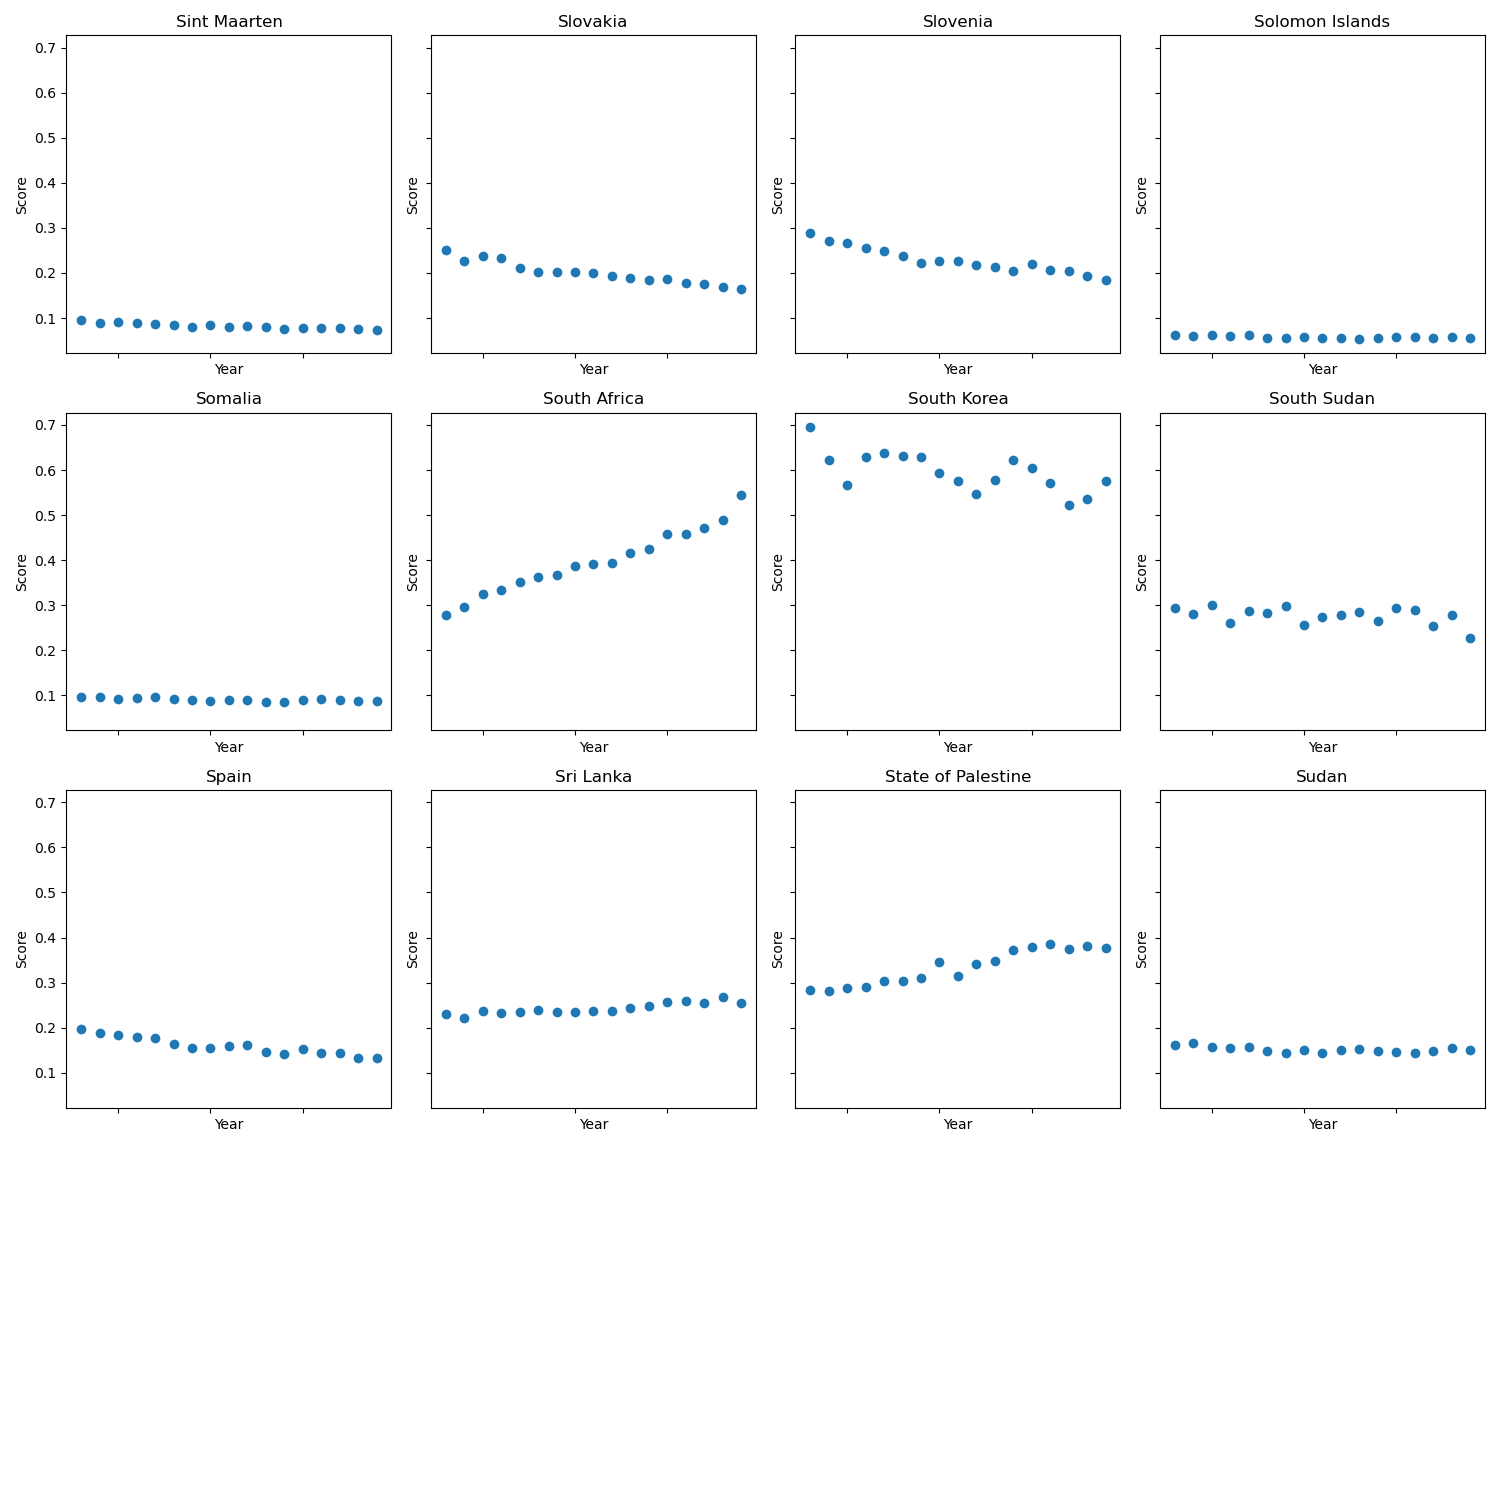 Sint Maarten
Slovakia
Slovenia
Solomon Islands
0.7
0.6
0.5
0.4
0.3
0.2
0.1
Score
Score
Score
Score
Year
Year
Year
Year
Somalia
South Africa
South Korea
South Sudan
0.7
0.6
0.5
0.4
0.3
0.2
0.1
Score
Score
Score
Score
Year
Year
Year
Year
Spain
Sri Lanka
State of Palestine
Sudan
0.7
0.6
0.5
0.4
0.3
0.2
0.1
Score
Score
Score
Score
Year
Year
Year
Year